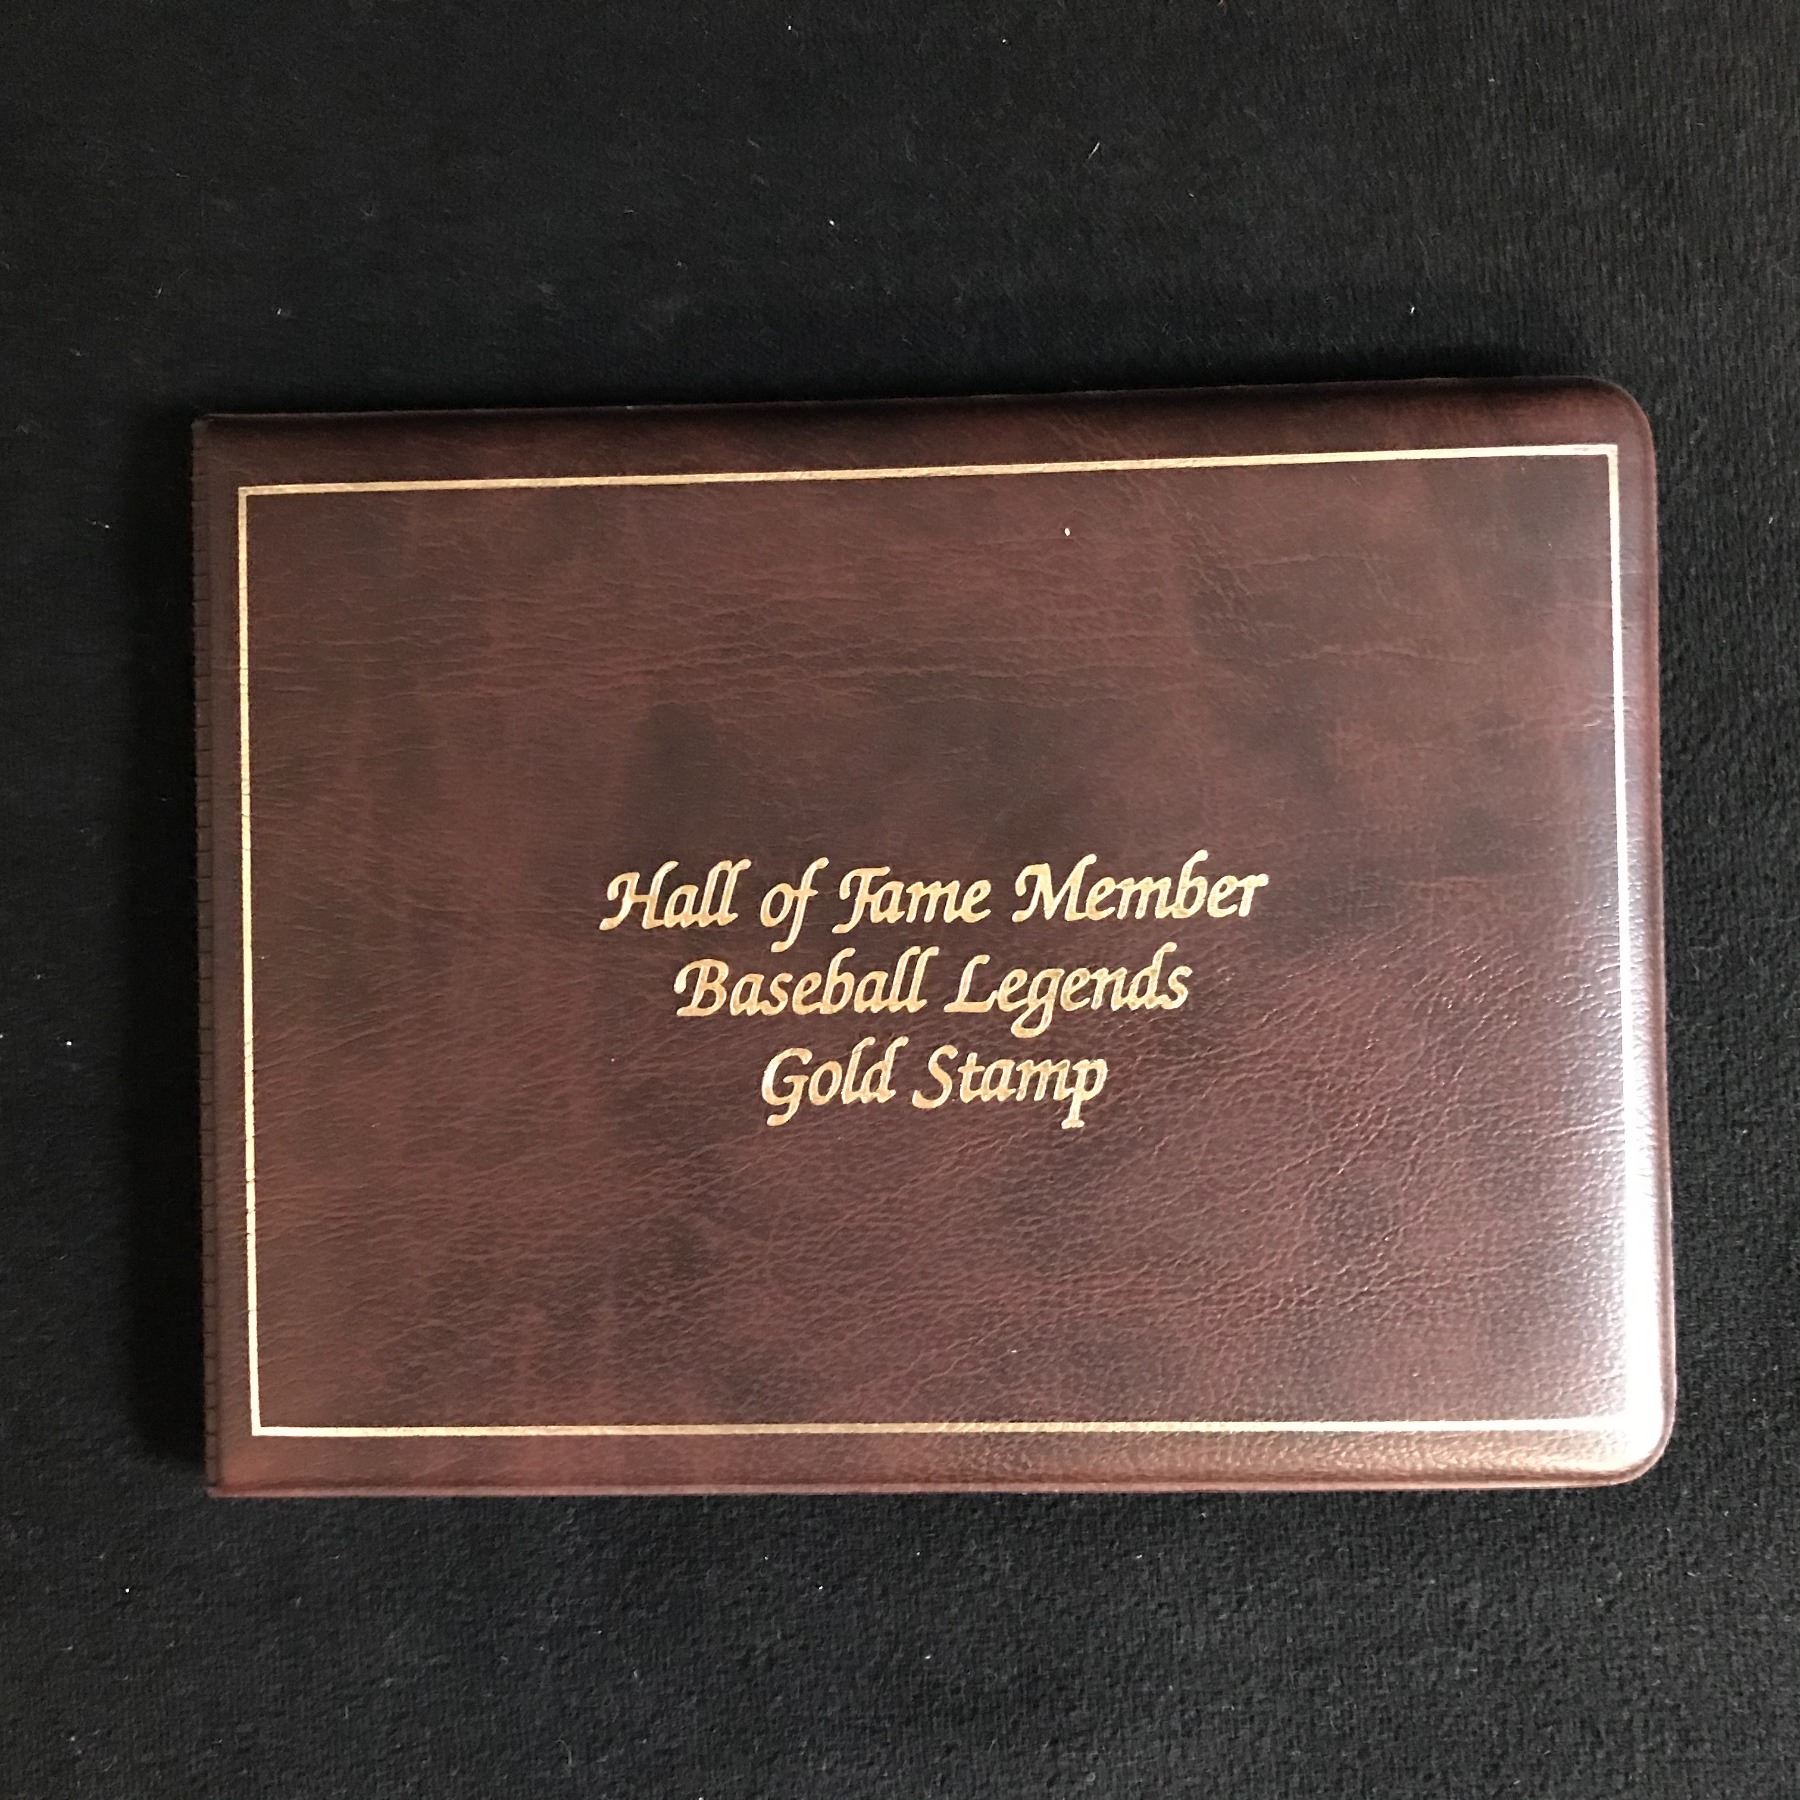 Hall of Fame Member
Baseball Legends
Gold Stamp